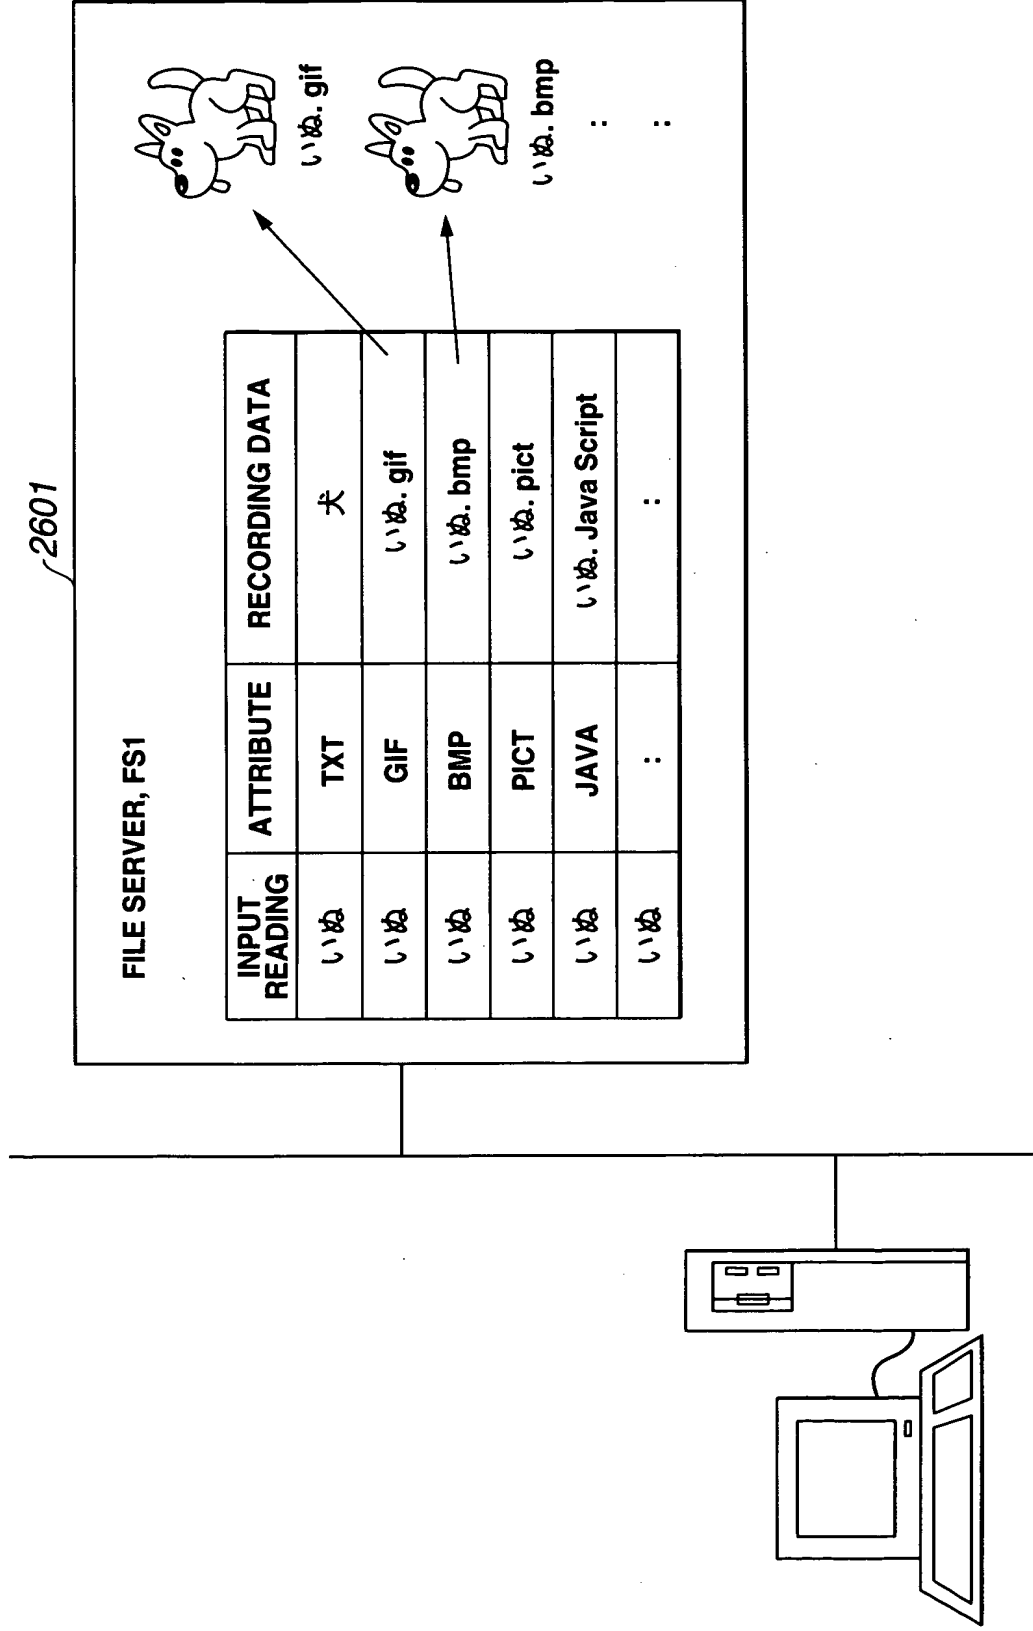 2601
FILE SERVER, FS1
INPUT READING ATTRIBUTE RECORDING DATA
いぬ TXT 犬
いぬ GIF いぬ. gif
いぬ BMP いぬ. bmp
いぬ PICT いぬ. pict
いぬ JAVA いぬ. Java Script
いぬ : :
いぬ. gif
いぬ. bmp
:
: